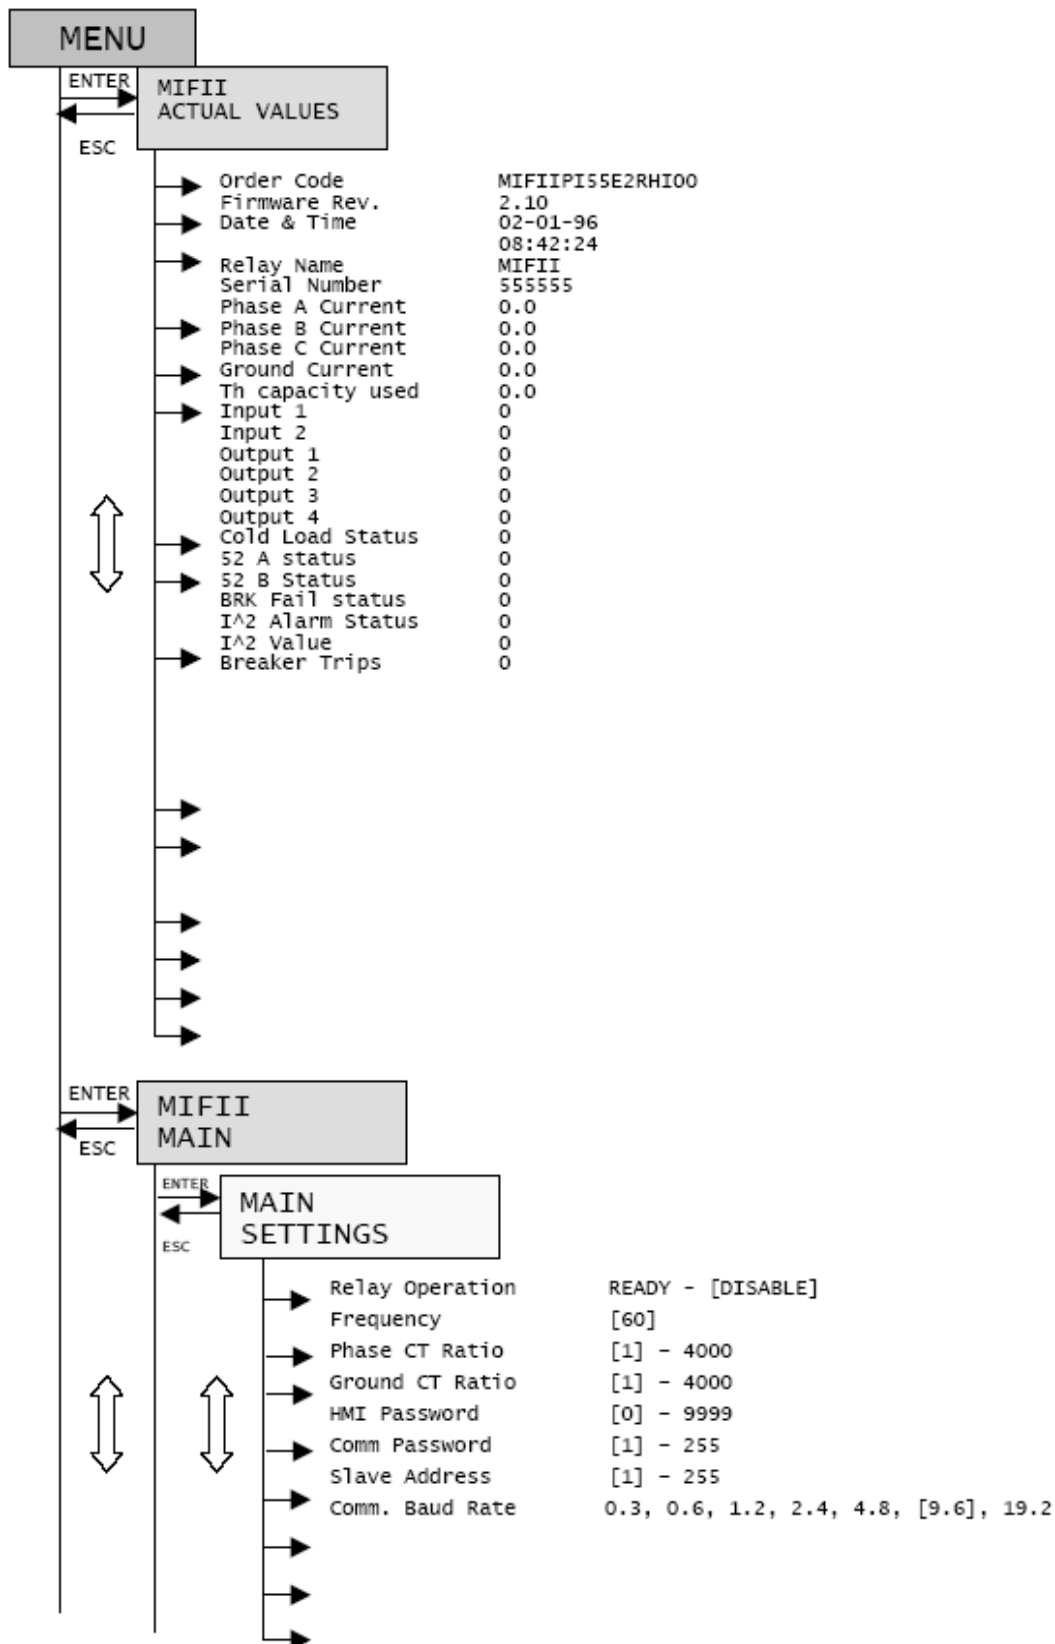 MENU
ENTER
MIFII
ACTUAL VALUES
ESC
Order Code MIFIIPI55E2RHI00
Firmware Rev. 2.10
Date & Time 02-01-96
08:42:24
Relay Name MIFII
Serial Number 555555
Phase A Current 0.0
Phase B Current 0.0
Phase C Current 0.0
Ground Current 0.0
Th capacity used 0.0
Input 1 0
Input 2 0
Output 1 0
Output 2 0
Output 3 0
Output 4 0
Cold Load Status 0
52 A status 0
52 B Status 0
BRK Fail status 0
I^2 Alarm Status 0
I^2 Value 0
Breaker Trips 0
ENTER
MIFII
MAIN
ESC
ENTER
MAIN
SETTINGS
ESC
Relay Operation READY - [DISABLE]
Frequency [60]
Phase CT Ratio [1] - 4000
Ground CT Ratio [1] - 4000
HMI Password [0] - 9999
Comm Password [1] - 255
Slave Address [1] - 255
Comm. Baud Rate 0.3, 0.6, 1.2, 2.4, 4.8, [9.6], 19.2